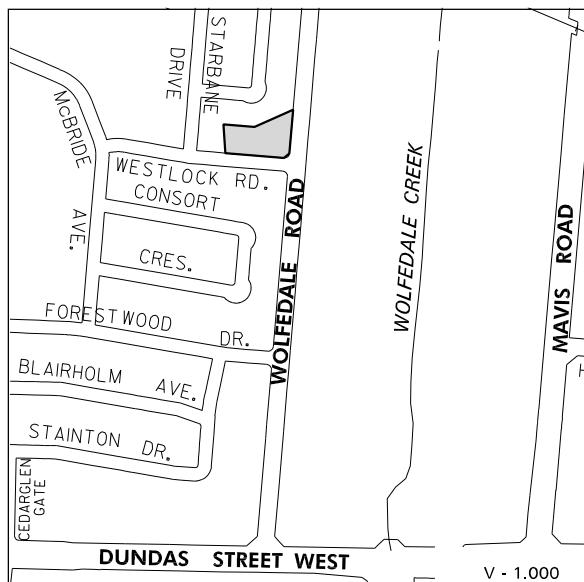 STARBANE
DRIVE
McBRIDE
AVE.
WESTLOCK RD.
CONSORT
CRES.
FORESTWOOD DR.
BLAIRHOLM AVE.
STAINTON DR.
CEDARGLEN
GATE
WOLFEDALE ROAD
WOLFEDALE CREEK
MAVIS ROAD
H
DUNDAS STREET WEST
V - 1.000